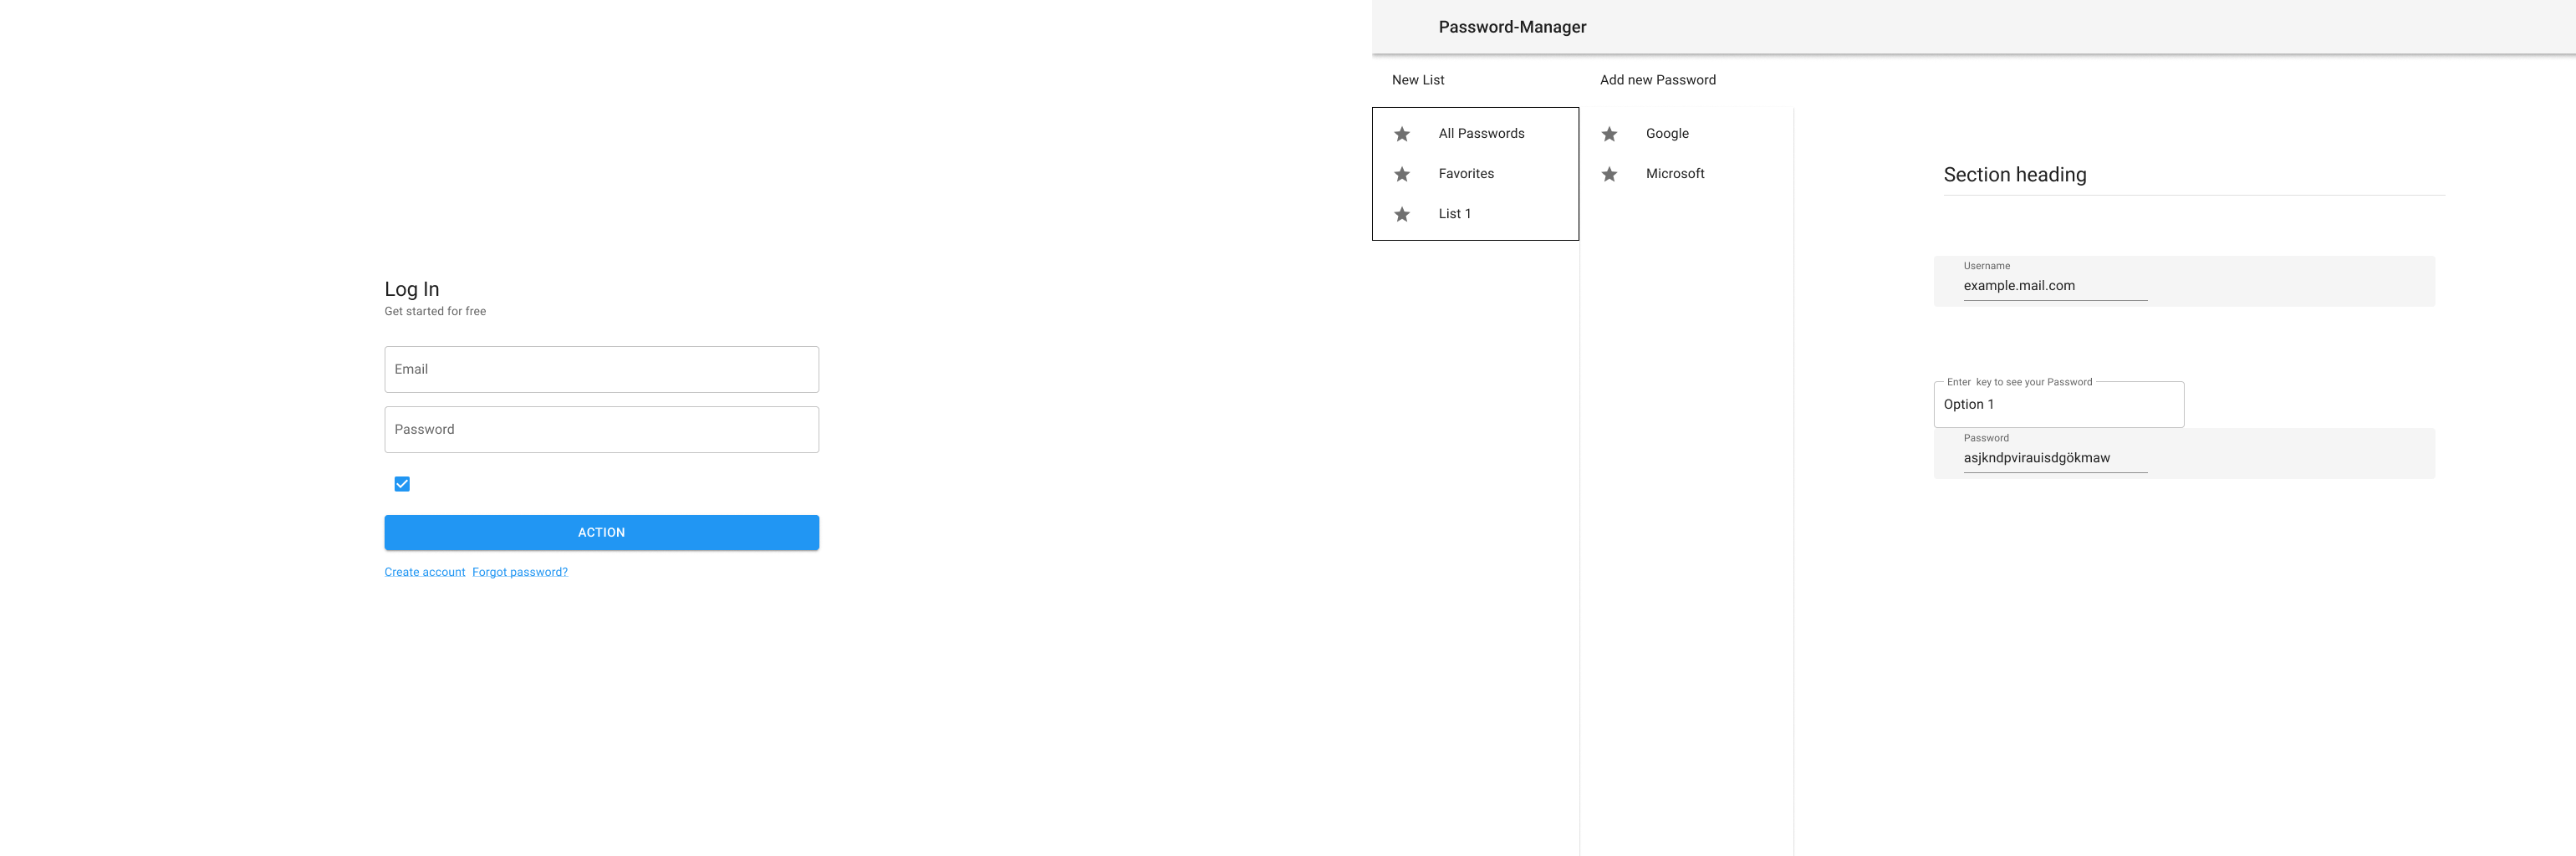 Log In
Get started for free
Email
Password
ACTION
Create account Forgot password?
Password-Manager
New List
All Passwords
Favorites
List 1
Add new Password
Google
Microsoft
Section heading
Username
example.mail.com
Enter key to see your Password
Option 1
Password
asjkndpvirauisdgökmaw